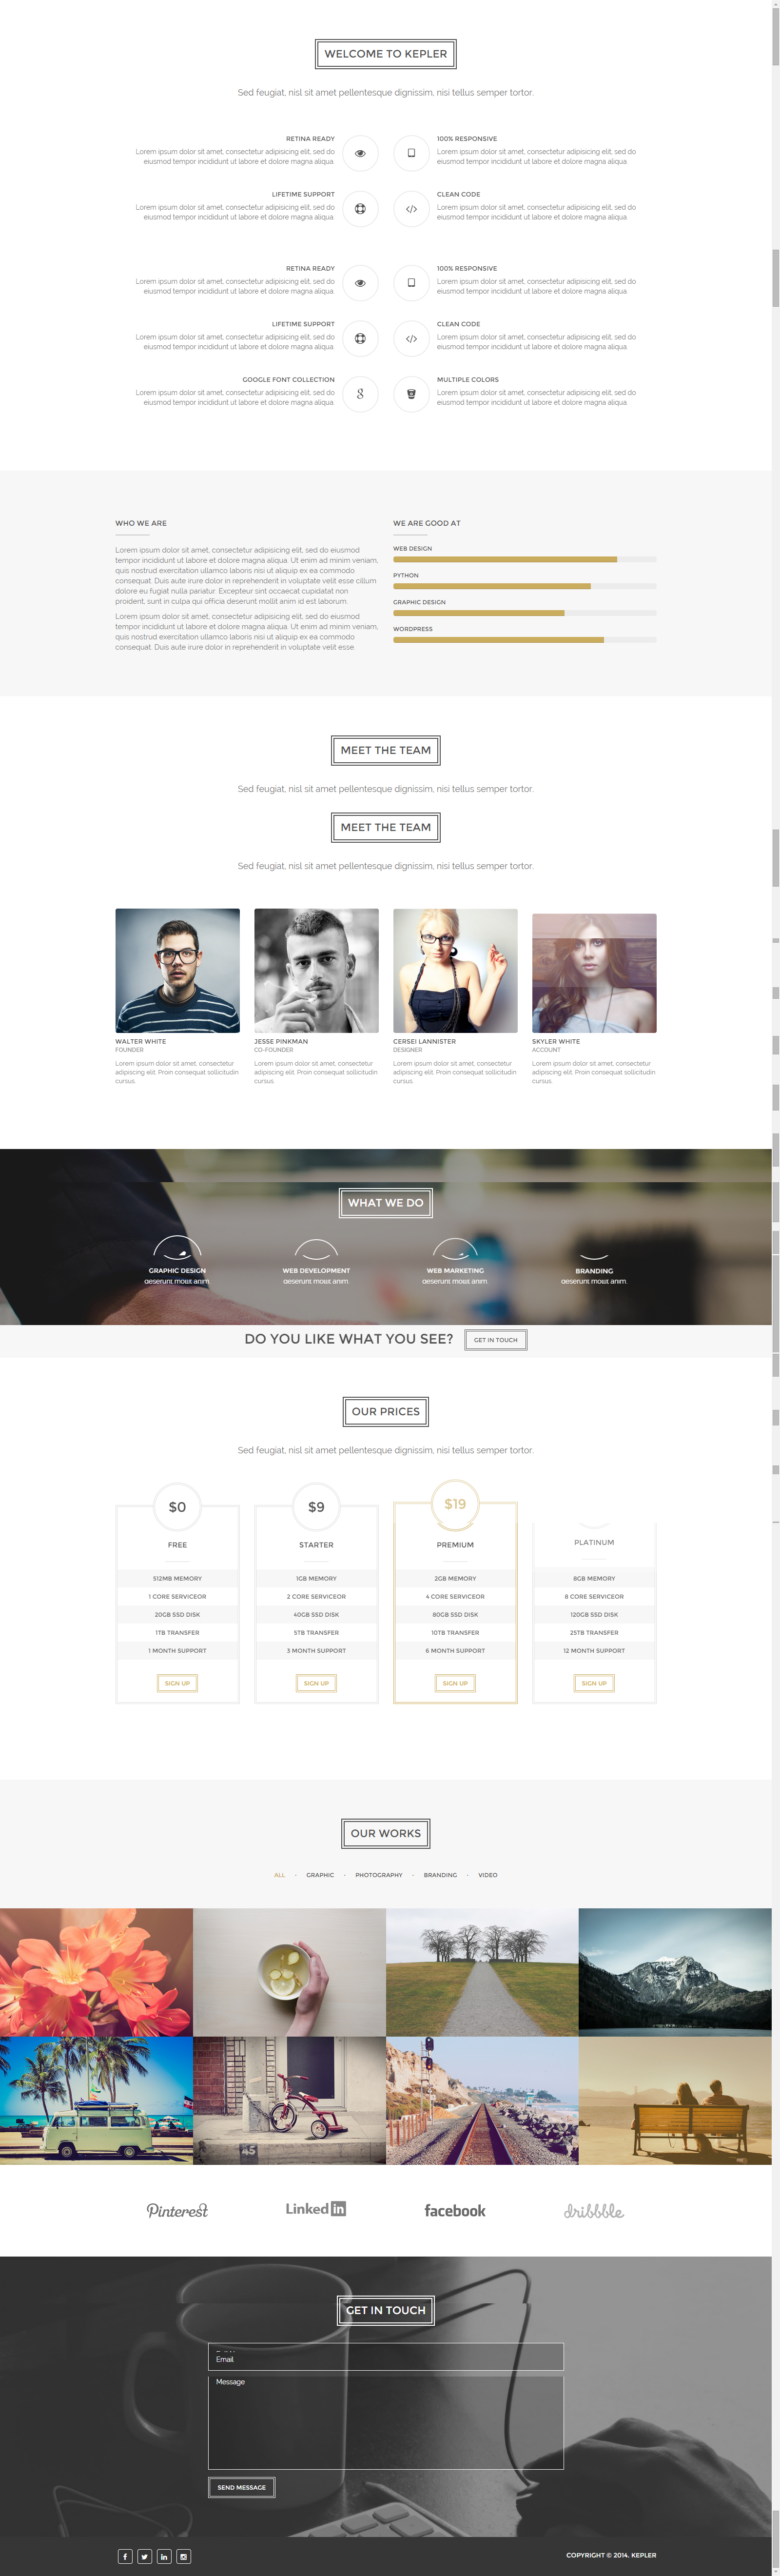 WELCOME TO KEPLER
Sed feugiat, nisl sit amet pellentesque dignissim, nisi tellus semper tortor.
RETINA READY
Lorem ipsum dolor sit amet, consectetur adipisicing elit, sed do
eiusmod tempor incididunt ut labore et dolore magna aliqua.
100% RESPONSIVE
Lorem ipsum dolor sit amet, consectetur adipisicing elit, sed do
eiusmod tempor incididunt ut labore et dolore magna aliqua.
LIFETIME SUPPORT
Lorem ipsum dolor sit amet, consectetur adipisicing elit, sed do
eiusmod tempor incididunt ut labore et dolore magna aliqua.
CLEAN CODE
Lorem ipsum dolor sit amet, consectetur adipisicing elit, sed do
eiusmod tempor incididunt ut labore et dolore magna aliqua.
RETINA READY
Lorem ipsum dolor sit amet, consectetur adipisicing elit, sed do
eiusmod tempor incididunt ut labore et dolore magna aliqua.
100% RESPONSIVE
Lorem ipsum dolor sit amet, consectetur adipisicing elit, sed do
eiusmod tempor incididunt ut labore et dolore magna aliqua.
LIFETIME SUPPORT
Lorem ipsum dolor sit amet, consectetur adipisicing elit, sed do
eiusmod tempor incididunt ut labore et dolore magna aliqua.
CLEAN CODE
Lorem ipsum dolor sit amet, consectetur adipisicing elit, sed do
eiusmod tempor incididunt ut labore et dolore magna aliqua.
GOOGLE FONT COLLECTION
Lorem ipsum dolor sit amet, consectetur adipisicing elit, sed do
eiusmod tempor incididunt ut labore et dolore magna aliqua.
MULTIPLE COLORS
Lorem ipsum dolor sit amet, consectetur adipisicing elit, sed do
eiusmod tempor incididunt ut labore et dolore magna aliqua.
WHO WE ARE
Lorem ipsum dolor sit amet, consectetur adipisicing elit, sed do eiusmod
tempor incididunt ut labore et dolore magna aliqua. Ut enim ad minim veniam,
quis nostrud exercitation ullamco laboris nisi ut aliquip ex ea commodo
consequat. Duis aute irure dolor in reprehenderit in voluptate velit esse cillum
dolore eu fugiat nulla pariatur. Excepteur sint occaecat cupidatat non
proident, sunt in culpa qui officia deserunt mollit anim id est laborum.
Lorem ipsum dolor sit amet, consectetur adipisicing elit, sed do eiusmod
tempor incididunt ut labore et dolore magna aliqua. Ut enim ad minim veniam,
quis nostrud exercitation ullamco laboris nisi ut aliquip ex ea commodo
consequat. Duis aute irure dolor in reprehenderit in voluptate velit esse.
WE ARE GOOD AT
WEB DESIGN
PYTHON
GRAPHIC DESIGN
WORDPRESS
MEET THE TEAM
Sed feugiat, nisl sit amet pellentesque dignissim, nisi tellus semper tortor.
MEET THE TEAM
Sed feugiat, nisl sit amet pellentesque dignissim, nisi tellus semper tortor.
WALTER WHITE
FOUNDER
Lorem ipsum dolor sit amet, consectetur
adipiscing elit. Proin consequat sollicitudin
cursus.
JESSE PINKMAN
CO-FOUNDER
Lorem ipsum dolor sit amet, consectetur
adipiscing elit. Proin consequat sollicitudin
cursus.
CERSEI LANNISTER
DESIGNER
Lorem ipsum dolor sit amet, consectetur
adipiscing elit. Proin consequat sollicitudin
cursus.
SKYLER WHITE
ACCOUNT
Lorem ipsum dolor sit amet, consectetur
adipiscing elit. Proin consequat sollicitudin
cursus.
WHAT WE DO
GRAPHIC DESIGN
deserunt mollit anim.
WEB DEVELOPMENT
deserunt mollit anim.
WEB MARKETING
deserunt mollit anim.
BRANDING
deserunt mollit anim.
DO YOU LIKE WHAT YOU SEE?
GET IN TOUCH
OUR PRICES
Sed feugiat, nisl sit amet pellentesque dignissim, nisi tellus semper tortor.
$0
FREE
512MB MEMORY
1 CORE SERVICEOR
20GB SSD DISK
1TB TRANSFER
1 MONTH SUPPORT
SIGN UP
$9
STARTER
1GB MEMORY
2 CORE SERVICEOR
40GB SSD DISK
5TB TRANSFER
3 MONTH SUPPORT
SIGN UP
$19
PREMIUM
2GB MEMORY
4 CORE SERVICEOR
80GB SSD DISK
10TB TRANSFER
6 MONTH SUPPORT
SIGN UP
PLATINUM
8GB MEMORY
8 CORE SERVICEOR
120GB SSD DISK
25TB TRANSFER
12 MONTH SUPPORT
SIGN UP
OUR WORKS
ALL - GRAPHIC - PHOTOGRAPHY - BRANDING - VIDEO
45
Pinterest
Linked in
facebook
dribbble
GET IN TOUCH
Email
Message
SEND MESSAGE
COPYRIGHT © 2014. KEPLER